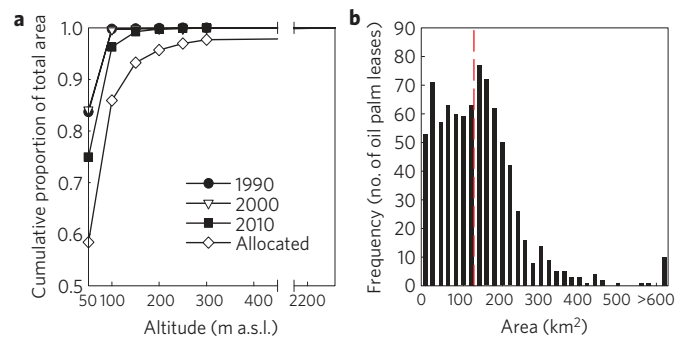 a
Cumulative proportion of total area
1.0
0.9
0.8
0.7
0.6
0.5
1990
2000
2010
Allocated
50 100 200 300 400 2200
Altitude (m a.s.l.)
b
Frequency (no. of oil palm leases)
90
80
70
60
50
40
30
20
10
0
0 100 200 300 400 500 >600
Area (km²)